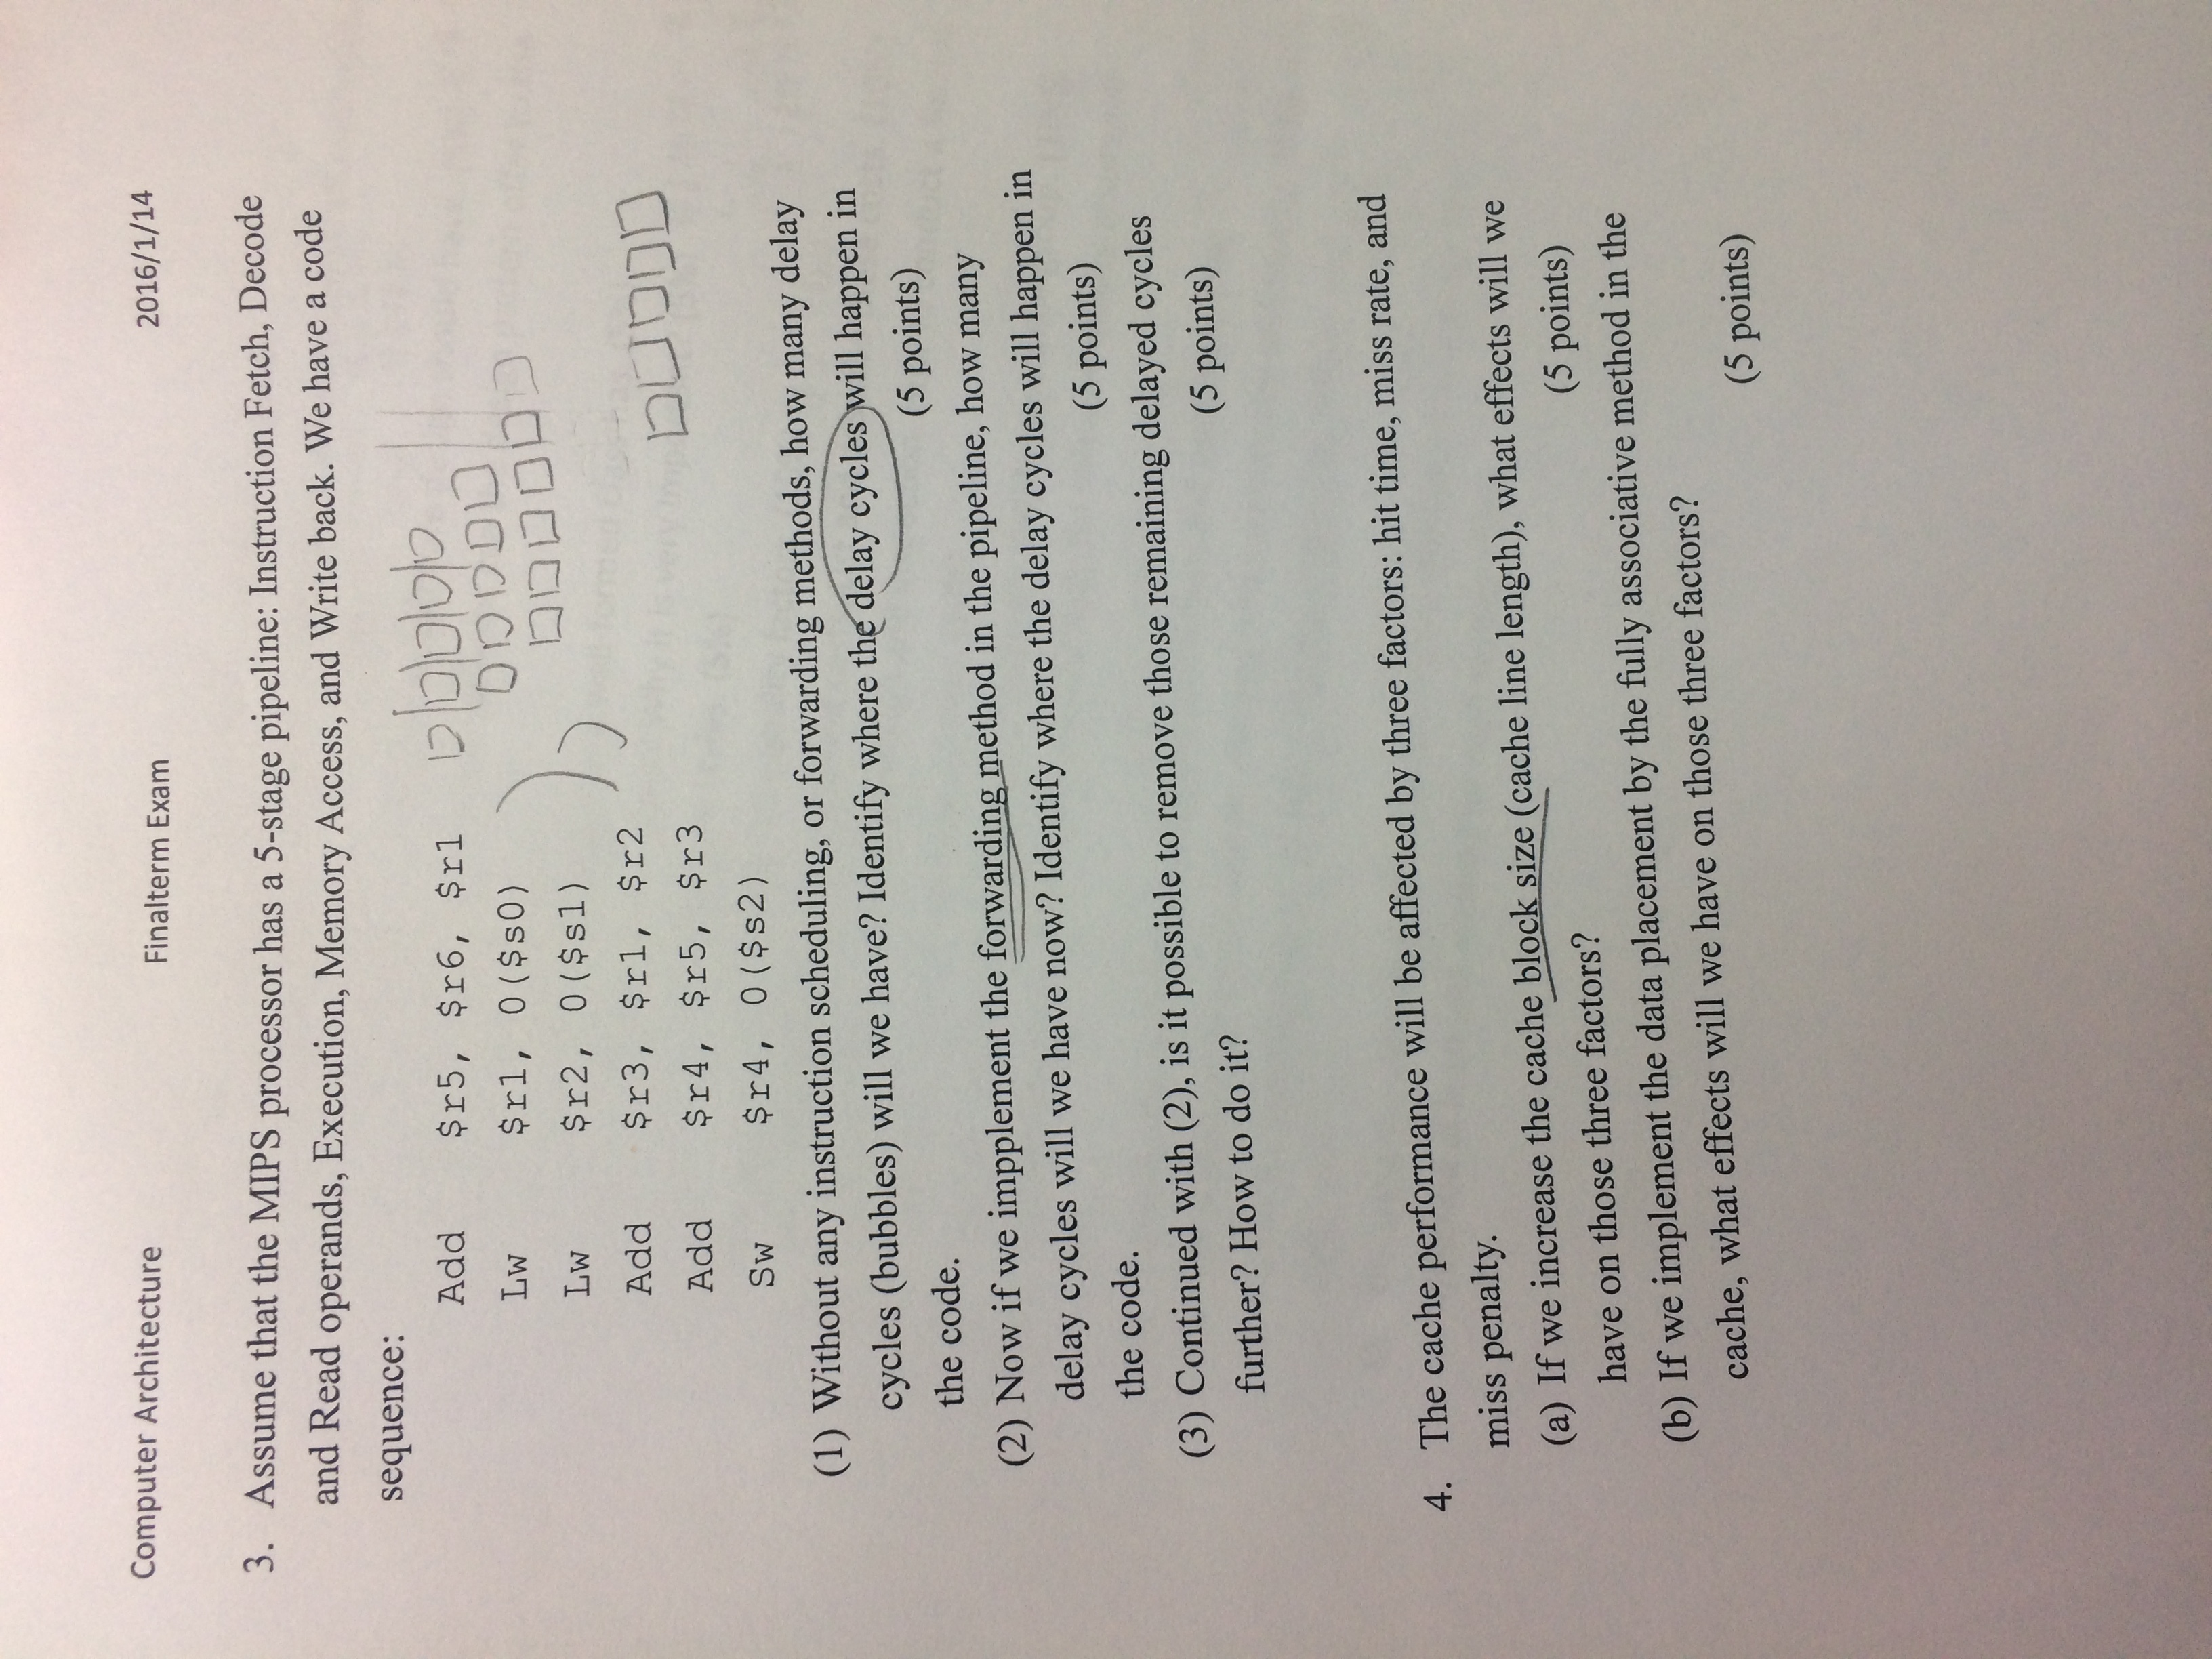 Computer Architecture Finalterm Exam 2016/1/14
3. Assume that the MIPS processor has a 5-stage pipeline: Instruction Fetch, Decode
and Read operands, Execution, Memory Access, and Write back. We have a code
sequence:
Add $r5, $r6, $r1
Lw $r1, 0($s0)
Lw $r2, 0($s1)
Add $r3, $r1, $r2
Add $r4, $r5, $r3
Sw $r4, 0($s2)
(1) Without any instruction scheduling, or forwarding methods, how many delay
cycles (bubbles) will we have? Identify where the delay cycles will happen in
the code. (5 points)
(2) Now if we impplement the forwarding method in the pipeline, how many
delay cycles will we have now? Identify where the delay cycles will happen in
the code. (5 points)
(3) Continued with (2), is it possible to remove those remaining delayed cycles
further? How to do it? (5 points)
4. The cache performance will be affected by three factors: hit time, miss rate, and
miss penalty.
(a) If we increase the cache block size (cache line length), what effects will we
have on those three factors? (5 points)
(b) If we implement the data placement by the fully associative method in the
cache, what effects will we have on those three factors?
(5 points)